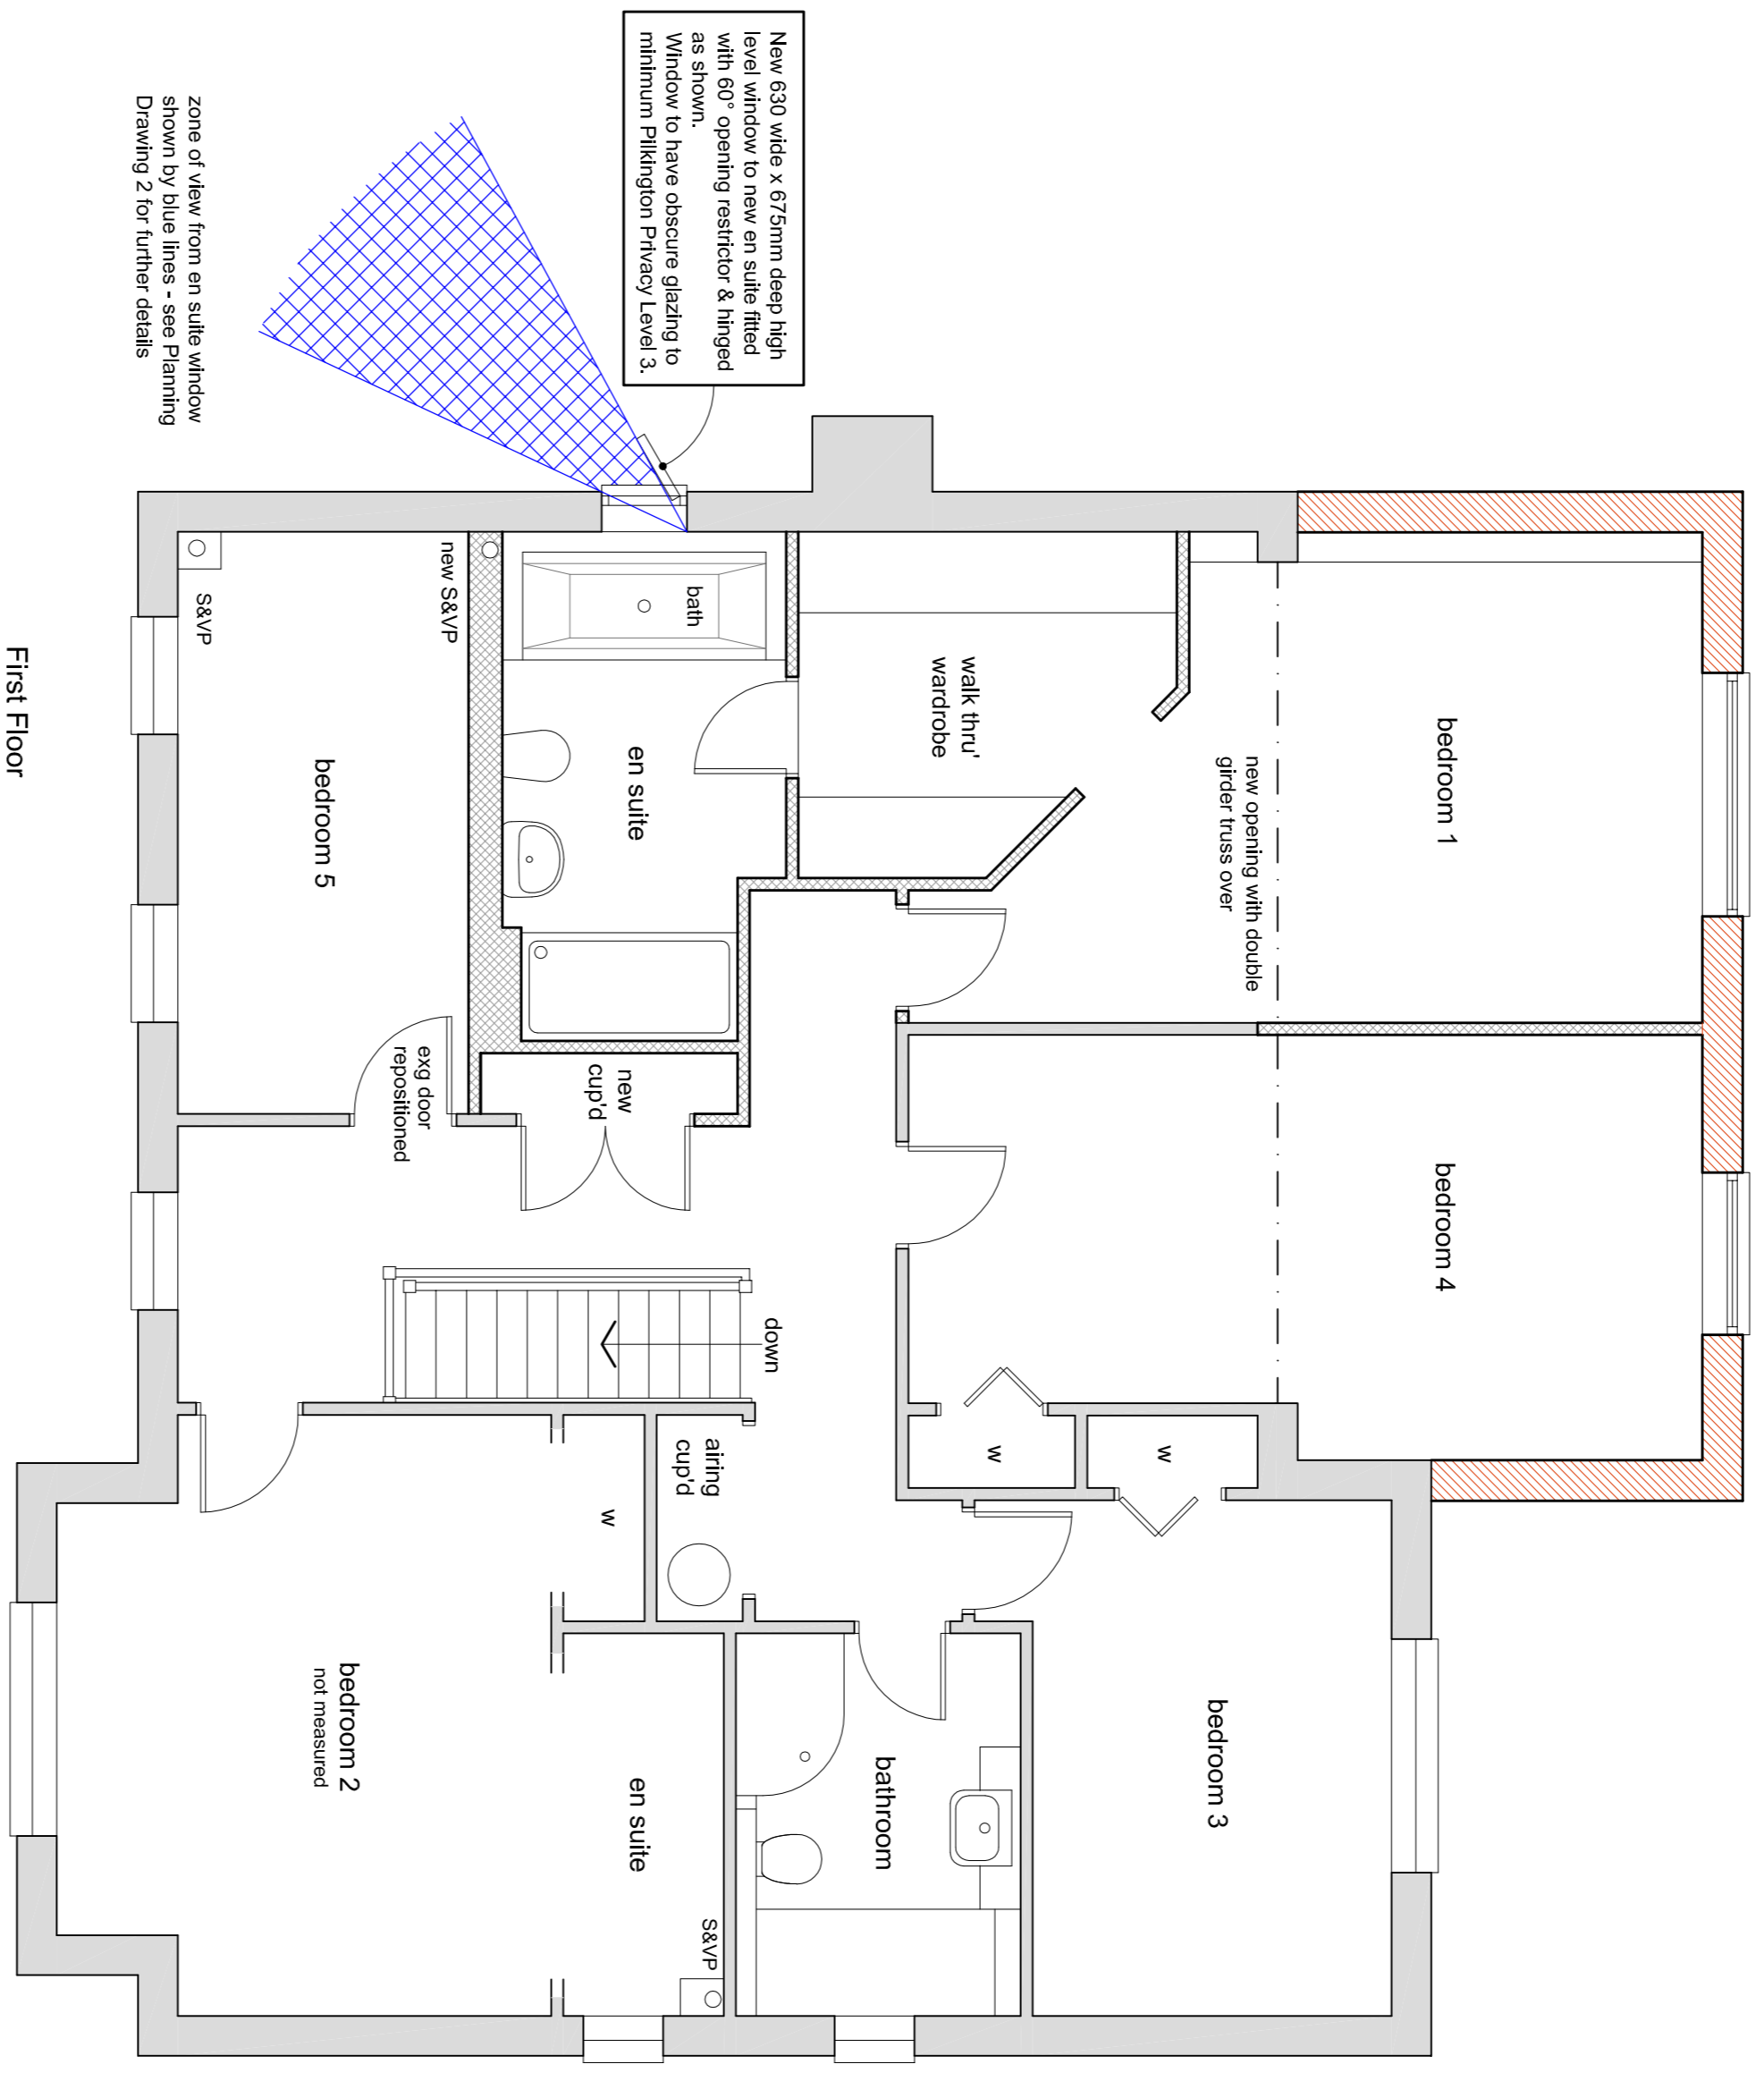 New 630 wide x 675mm deep high
level window to new en suite fitted
with 60° opening restrictor & hinged
as shown.
Window to have obscure glazing to
minimum Pilkington Privacy Level 3.
zone of view from en suite window
shown by blue lines - see Planning
Drawing 2 for further details
bedroom 1
new opening with double
girder truss over
walk thru'
wardrobe
bath
en suite
new S&VP
S&VP
bedroom 5
exg door
repositioned
new
cup'd
bedroom 4
down
w
w
airing
cup'd
w
bedroom 3
bathroom
en suite
S&VP
bedroom 2
not measured
First Floor